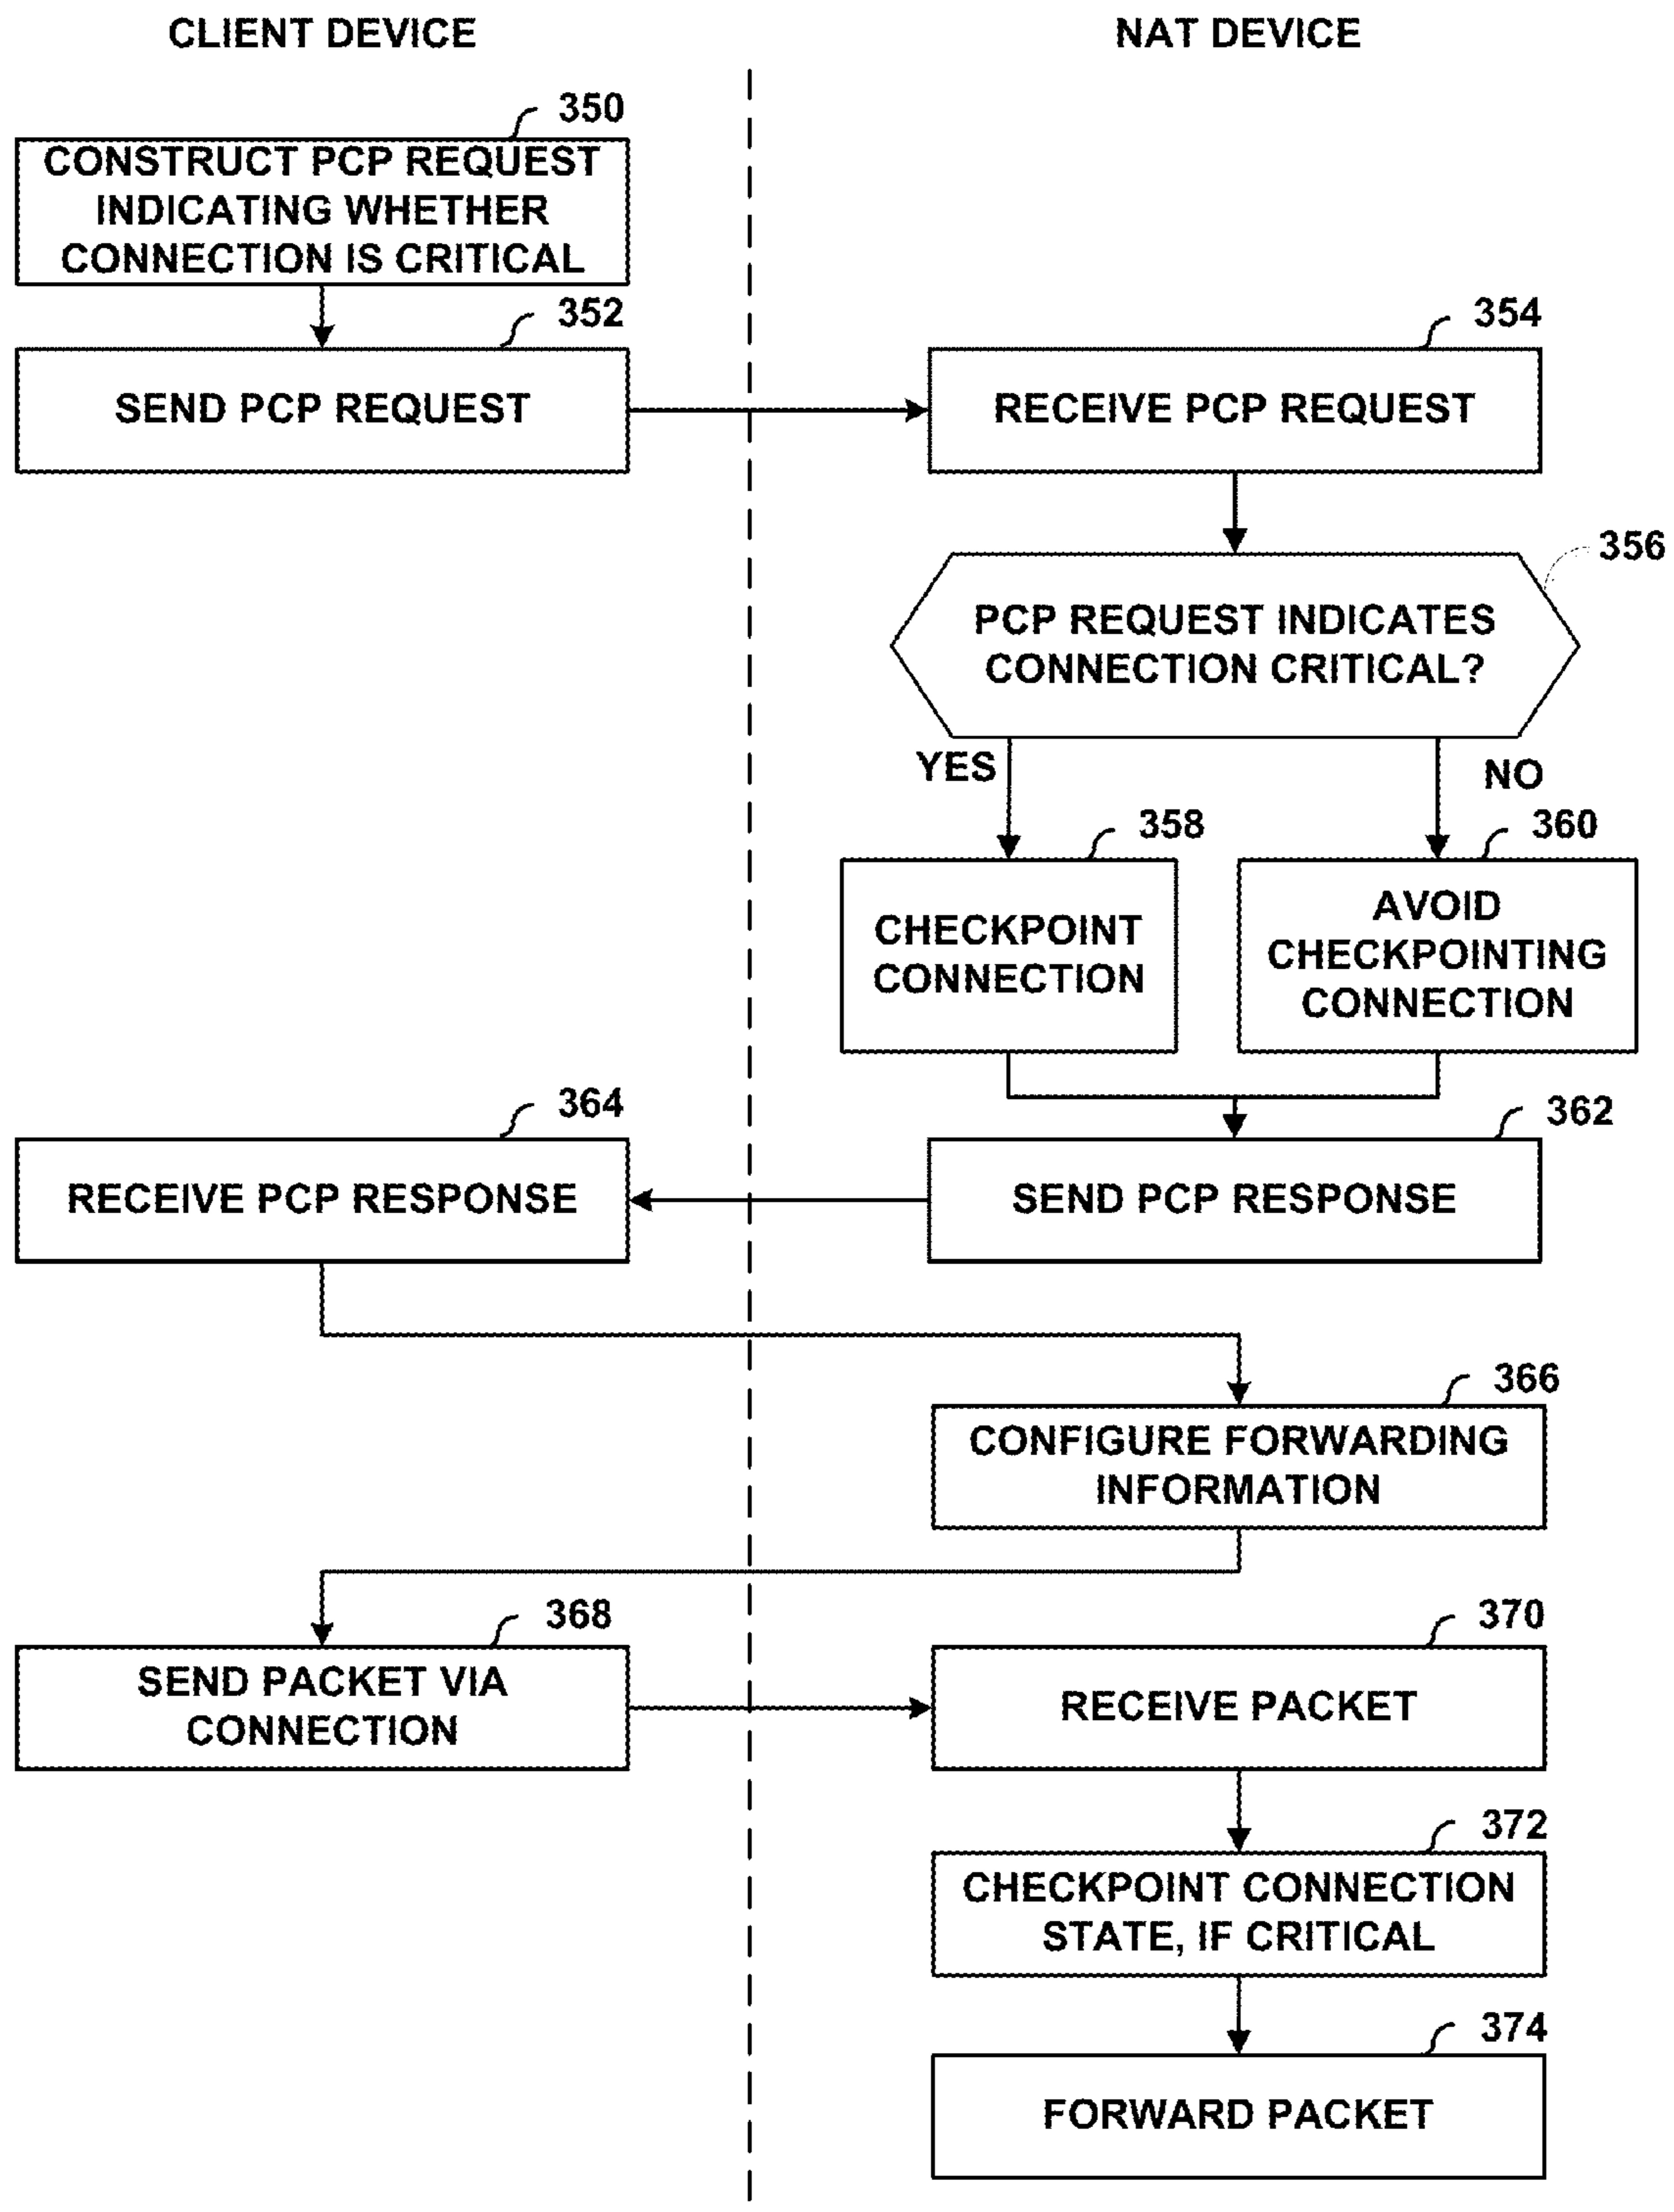 CLIENT DEVICE
NAT DEVICE
350
CONSTRUCT PCP REQUEST
INDICATING WHETHER
CONNECTION IS CRITICAL
352
SEND PCP REQUEST
354
RECEIVE PCP REQUEST
356
PCP REQUEST INDICATES
CONNECTION CRITICAL?
YES
NO
358
CHECKPOINT
CONNECTION
360
AVOID
CHECKPOINTING
CONNECTION
362
SEND PCP RESPONSE
364
RECEIVE PCP RESPONSE
366
CONFIGURE FORWARDING
INFORMATION
368
SEND PACKET VIA
CONNECTION
370
RECEIVE PACKET
372
CHECKPOINT CONNECTION
STATE, IF CRITICAL
374
FORWARD PACKET